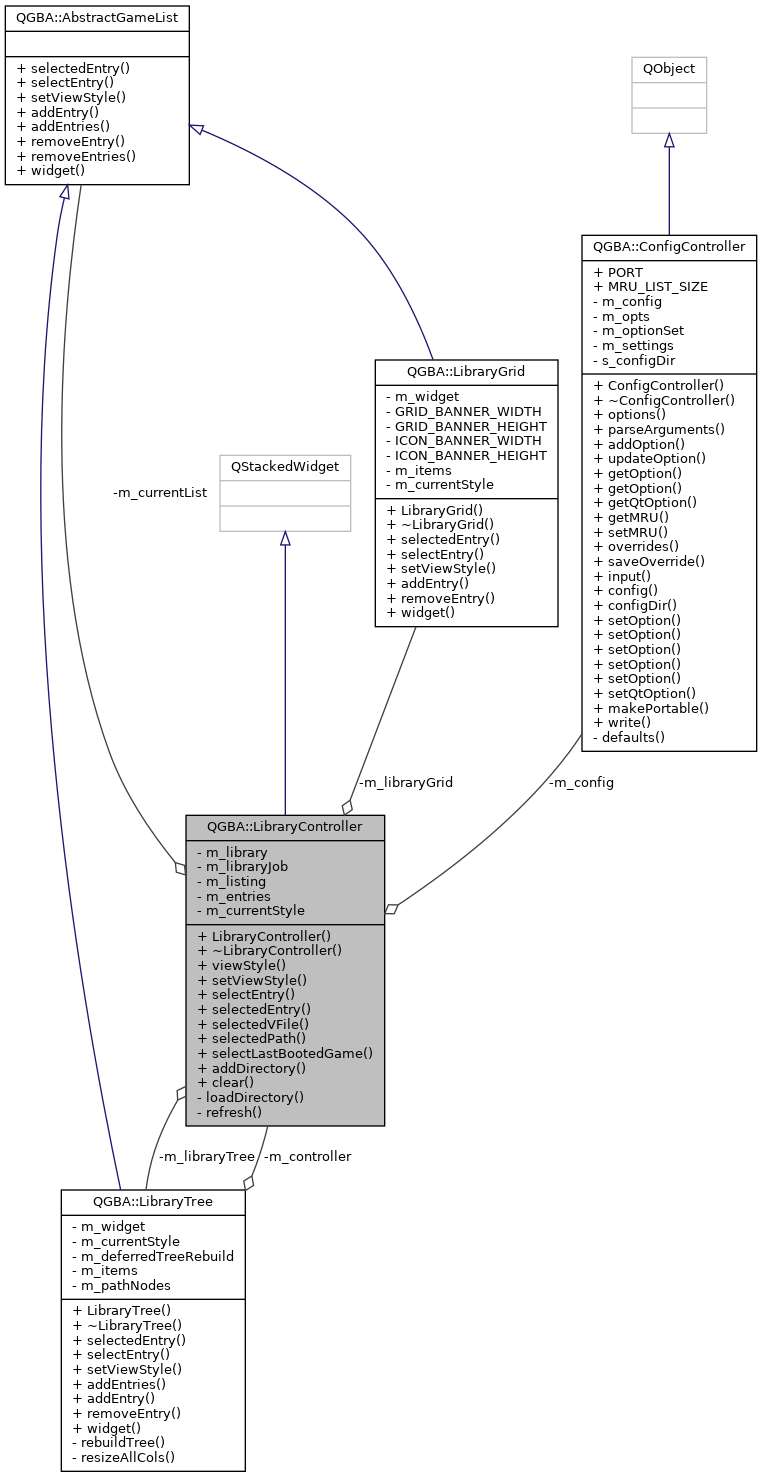 QGBA::AbstractGameList
+ selectedEntry()
+ selectEntry()
+ setViewStyle()
+ addEntry()
+ addEntries()
+ removeEntry()
+ removeEntries()
+ widget()
QObject
QGBA::ConfigController
+ PORT
+ MRU_LIST_SIZE
- m_config
- m_opts
- m_optionSet
- m_settings
- s_configDir
+ ConfigController()
+ ~ConfigController()
+ options()
+ parseArguments()
+ addOption()
+ updateOption()
+ getOption()
+ getOption()
+ getQtOption()
+ getMRU()
+ setMRU()
+ overrides()
+ saveOverride()
+ input()
+ config()
+ configDir()
+ setOption()
+ setOption()
+ setOption()
+ setOption()
+ setOption()
+ setQtOption()
+ makePortable()
+ write()
- defaults()
QGBA::LibraryGrid
- m_widget
- GRID_BANNER_WIDTH
- GRID_BANNER_HEIGHT
- ICON_BANNER_WIDTH
- ICON_BANNER_HEIGHT
- m_items
- m_currentStyle
+ LibraryGrid()
+ ~LibraryGrid()
+ selectedEntry()
+ selectEntry()
+ setViewStyle()
+ addEntry()
+ removeEntry()
+ widget()
QStackedWidget
-m_currentList
-m_libraryGrid
-m_config
QGBA::LibraryController
- m_library
- m_libraryJob
- m_listing
- m_entries
- m_currentStyle
+ LibraryController()
+ ~LibraryController()
+ viewStyle()
+ setViewStyle()
+ selectEntry()
+ selectedEntry()
+ selectedVFile()
+ selectedPath()
+ selectLastBootedGame()
+ addDirectory()
+ clear()
- loadDirectory()
- refresh()
-m_libraryTree
-m_controller
QGBA::LibraryTree
- m_widget
- m_currentStyle
- m_deferredTreeRebuild
- m_items
- m_pathNodes
+ LibraryTree()
+ ~LibraryTree()
+ selectedEntry()
+ selectEntry()
+ setViewStyle()
+ addEntries()
+ addEntry()
+ removeEntry()
+ widget()
- rebuildTree()
- resizeAllCols()